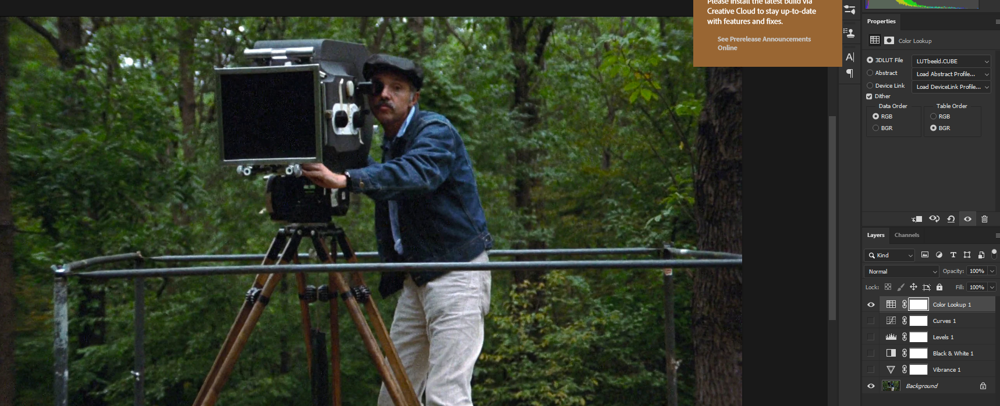 Please install the latest build via
Creative Cloud to stay up-to-date
with features and fixes.
See Prerelease Announcements
Online
A
Properties
Color Lookup
3DLUT File
LUTbeeld.CUBE
Abstract
Load Abstract Profile...
Device Link
Load DeviceLink Profile...
Dither
Data Order
Table Order
RGB
RGB
BGR
BGR
Layers Channels
Kind
T
Normal
Opacity: 100%
Lock:
Fill: 100%
Color Lookup 1
Curves 1
Levels 1
Black & White 1
Vibrance 1
Background